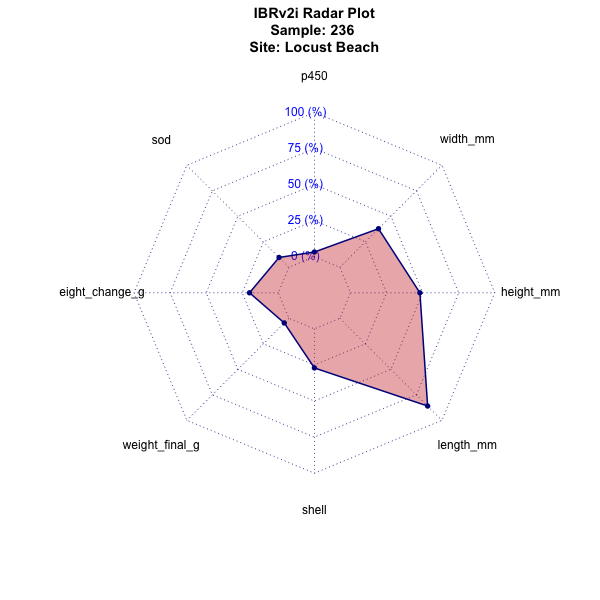 IBRv2i Radar Plot
Sample: 236
Site: Locust Beach
p450
100 (%)
sod
width_mm
75 (%)
50 (%)
25 (%)
0 (%)
eight_change_g
height_mm
weight_final_g
length_mm
shell